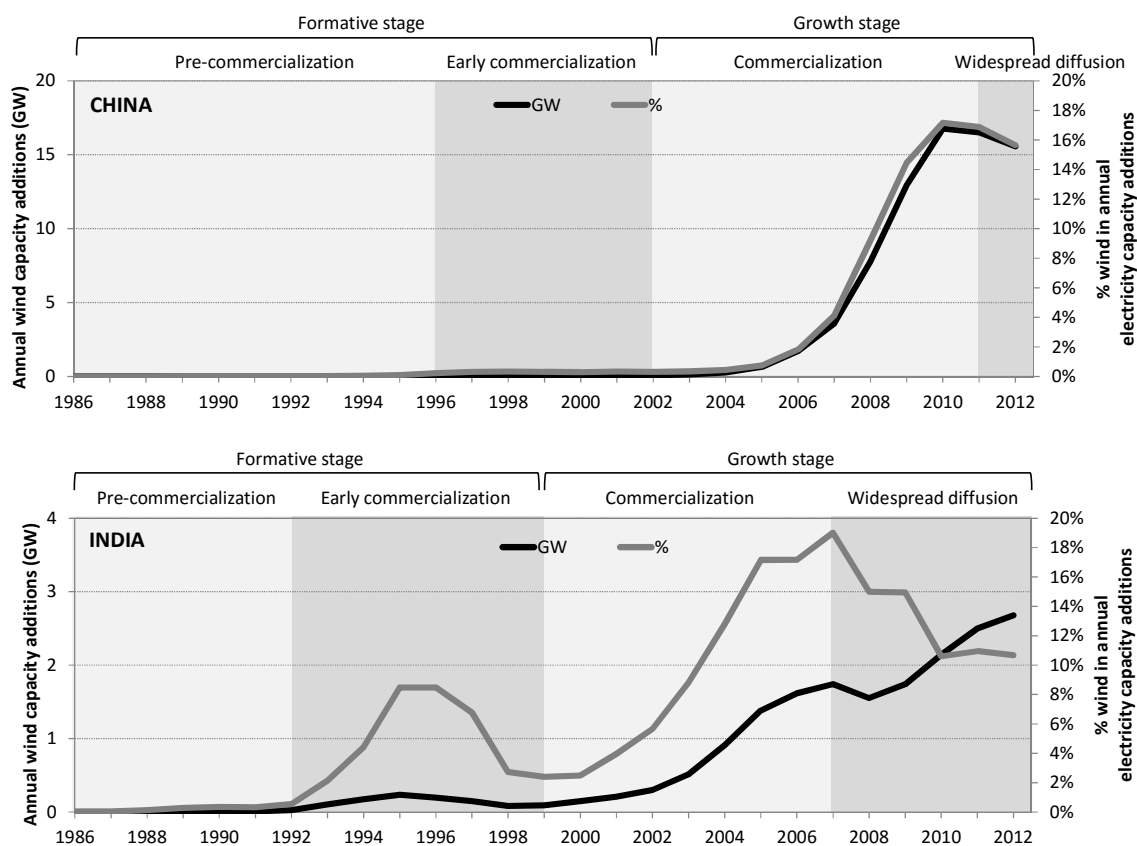 Formative stage
Growth stage
Pre-commercialization
Early commercialization
Commercialization
Widespread diffusion
CHINA
GW
%
Annual wind capacity additions (GW)
20
15
10
5
0
20%
18%
16%
14%
12%
10%
8%
6%
4%
2%
0%
% wind in annual
electricity capacity additions
1986 1988 1990 1992 1994 1996 1998 2000 2002 2004 2006 2008 2010 2012
Formative stage
Growth stage
Pre-commercialization
Early commercialization
Commercialization
Widespread diffusion
INDIA
GW
%
Annual wind capacity additions (GW)
4
3
2
1
0
20%
18%
16%
14%
12%
10%
8%
6%
4%
2%
0%
% wind in annual
electricity capacity additions
1986 1988 1990 1992 1994 1996 1998 2000 2002 2004 2006 2008 2010 2012